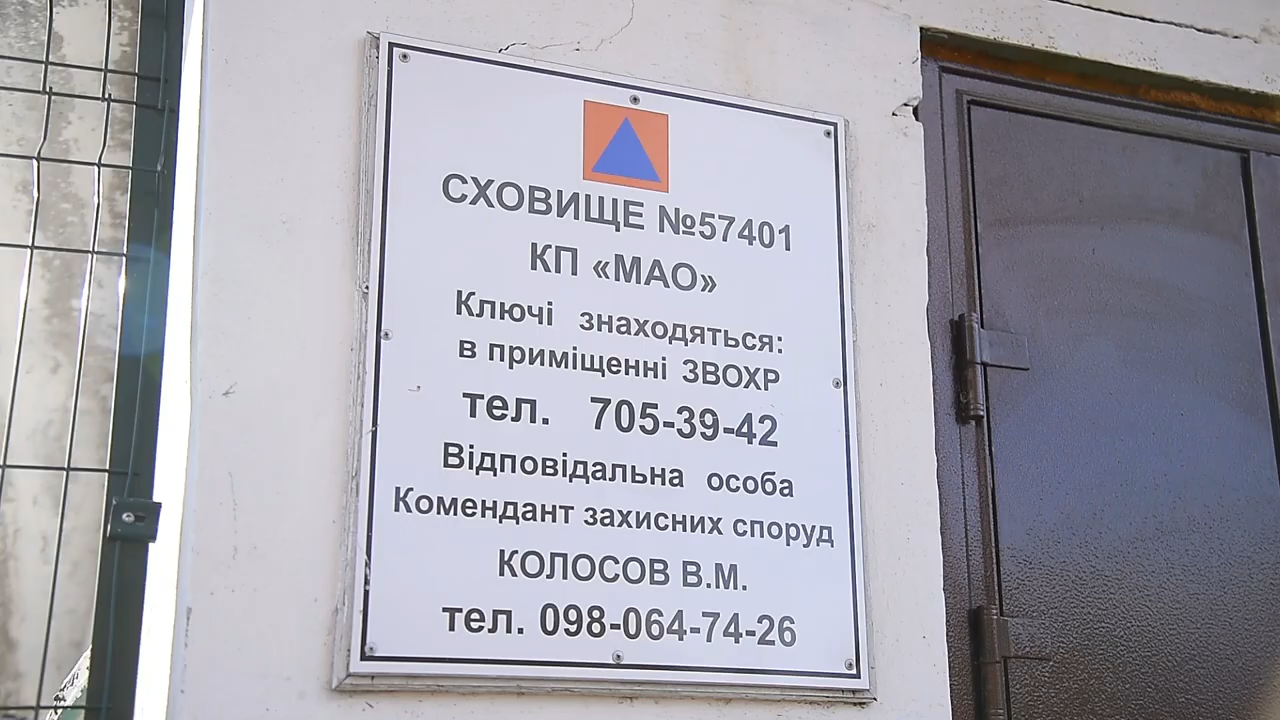 СХОВИЩЕ №57401
КП «МАО»
Ключі знаходяться:
в приміщенні ЗВОХР
тел. 705-39-42
Відповідальна особа
Комендант захисних споруд
КОЛОСОВ В.М.
тел. 098-064-74-26